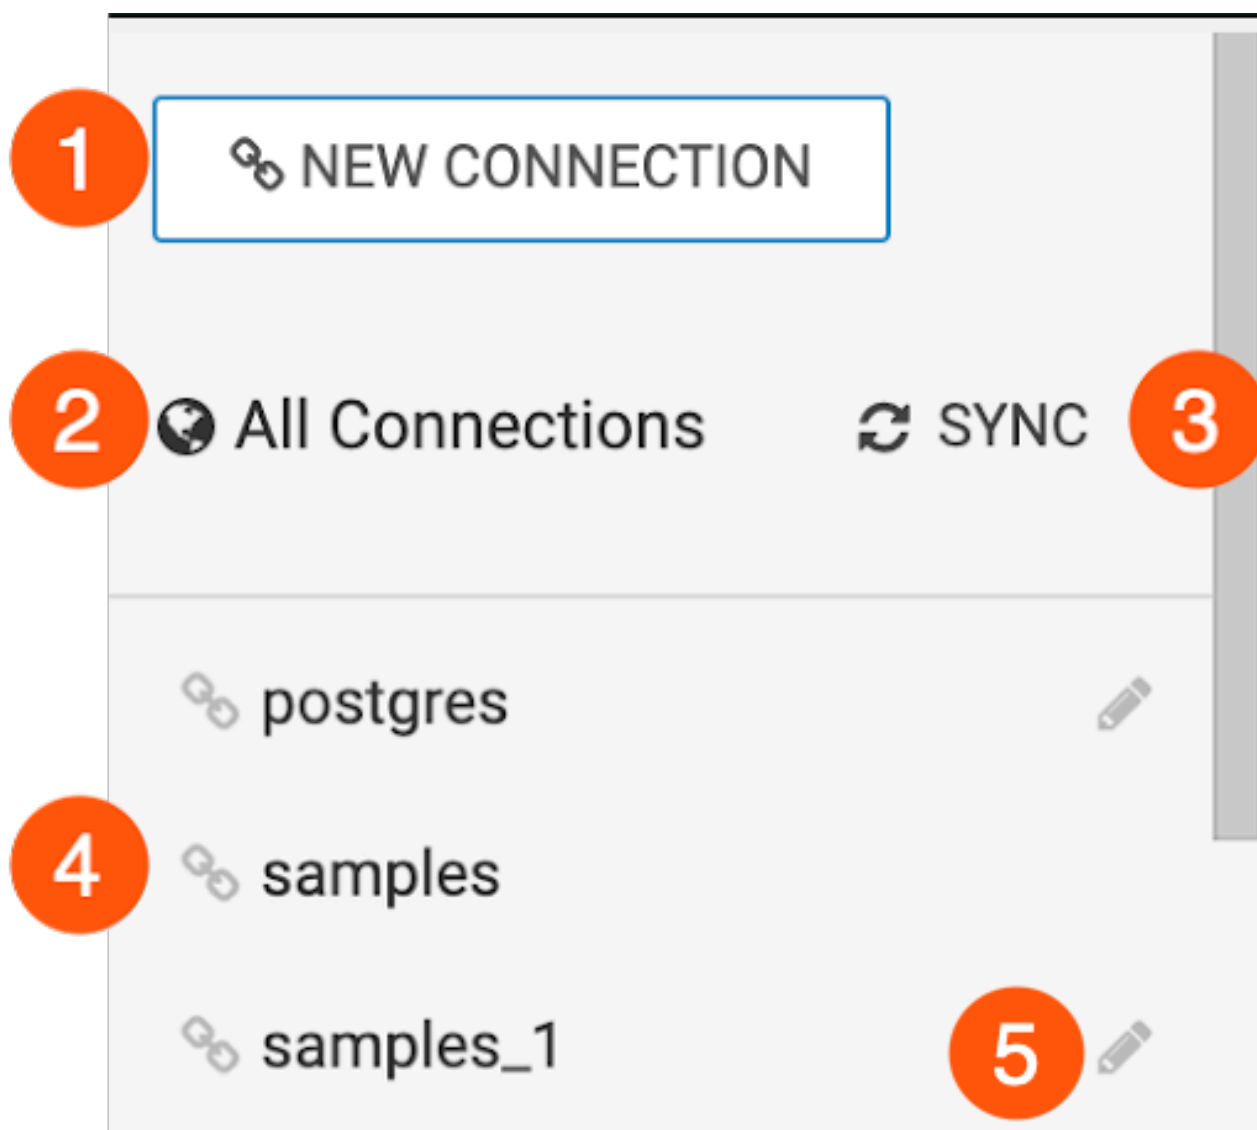 1 NEW CONNECTION
2 All Connections SYNC 3
postgres
4 samples
samples_1 5